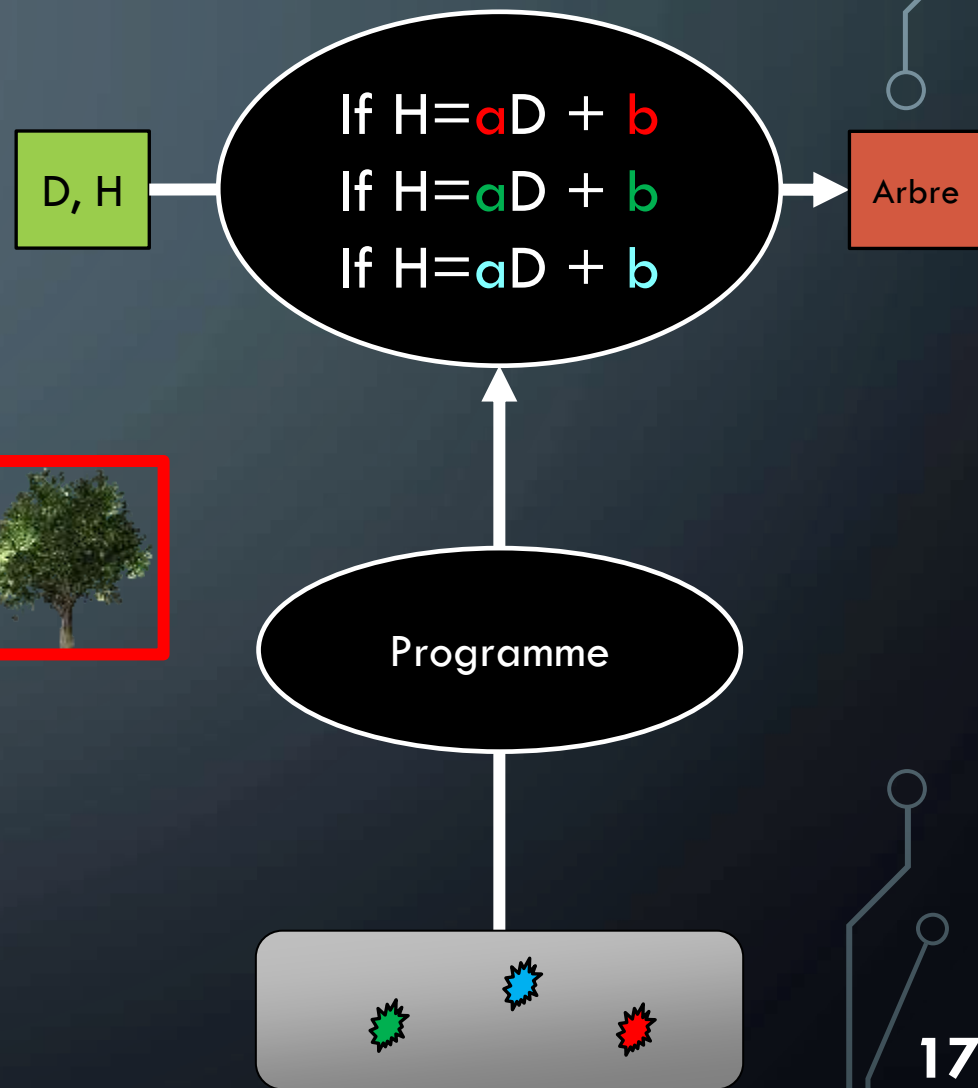 D, H
If H=aD + b
If H=aD + b
If H=aD + b
Arbre
Programme
17